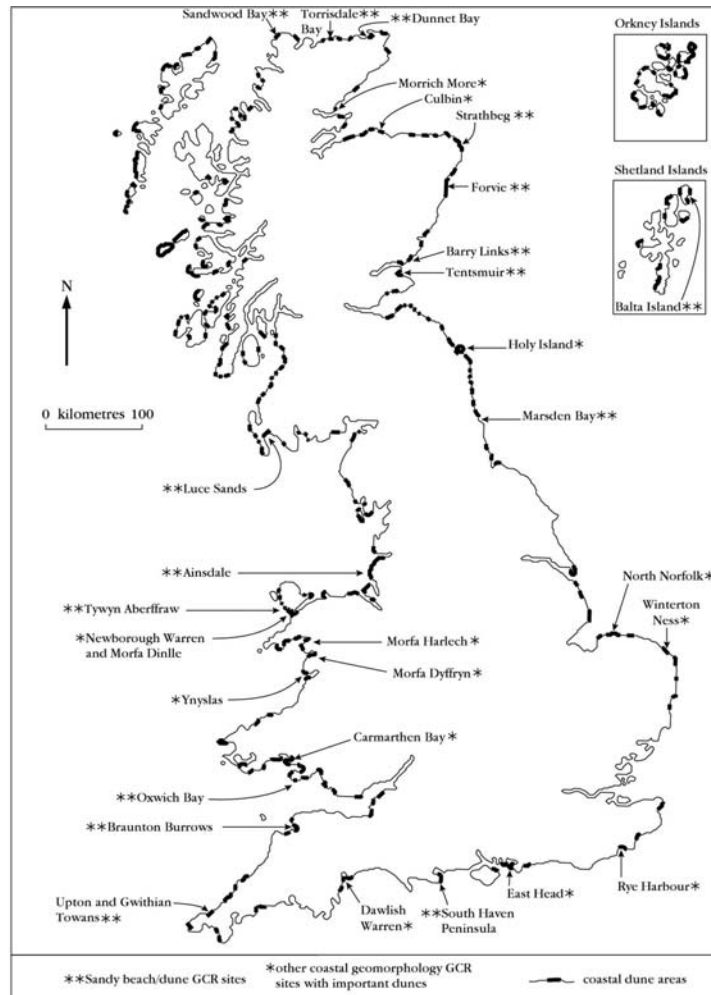 Sandwood Bay**
Torrisdale**
Bay
**Dunnet Bay
Orkney Islands
Morrich More*
Culbin*
Strathbeg**
Shetland Islands
Forvie**
Barry Links**
Tentsmuir**
Balta Island**
N
Holy Island*
0 kilometres 100
Marsden Bay**
**Luce Sands
**Ainsdale
North Norfolk*
Winterton
Ness*
**Tywyn Aberffraw
*Newborough Warren
and Morfa Dinlle
Morfa Harlech*
Morfa Dyffryn*
*Ynyslas
Carmarthen Bay*
**Oxwich Bay
**Braunton Burrows
Upton and Gwithian
Towans**
Dawlish
Warren*
**South Haven
Peninsula
East Head*
Rye Harbour*
**Sandy beach/dune GCR sites
*other coastal geomorphology GCR
sites with important dunes
coastal dune areas